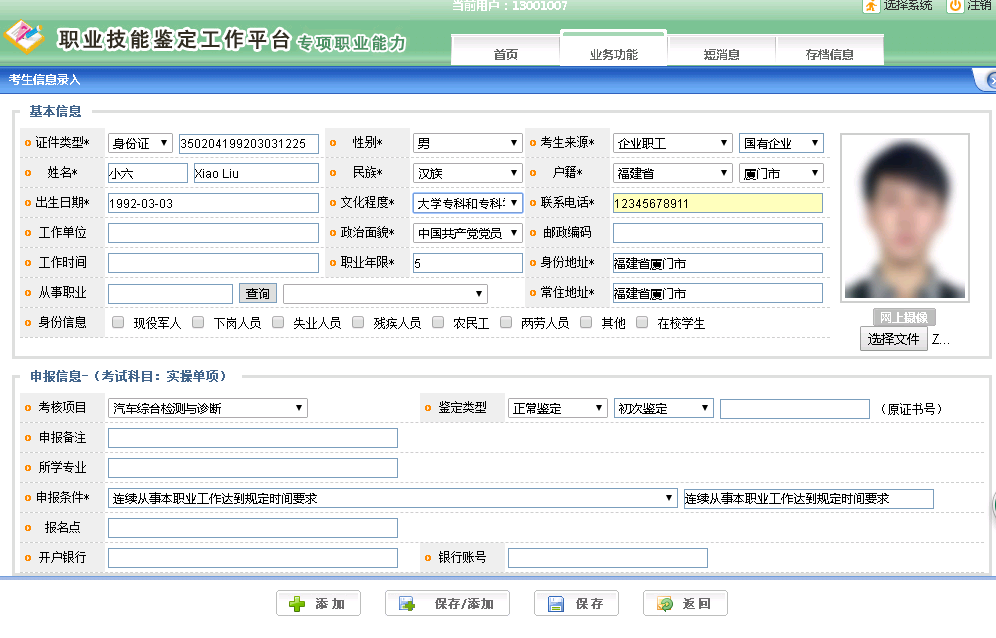 当前用户：13001007 选择系统 注销
职业技能鉴定工作平台 专项职业能力
首页 业务功能 短消息 存档信息
考生信息录入
基本信息
证件类型* 身份证 350204199203031225 性别* 男 考生来源* 企业职工 国有企业
姓名* 小六 Xiao Liu 民族* 汉族 户籍* 福建省 厦门市
出生日期* 1992-03-03 文化程度* 大学专科和专科 联系电话* 12345678911
工作单位 政治面貌* 中国共产党党员 邮政编码
工作时间 职业年限* 5 身份地址* 福建省厦门市
从事职业 查询 常住地址* 福建省厦门市
身份信息 现役军人 下岗人员 失业人员 残疾人员 农民工 两劳人员 其他 在校学生
网上摄像
选择文件 Z...
申报信息-（考试科目：实操单项）
考核项目 汽车综合检测与诊断 鉴定类型 正常鉴定 初次鉴定 （原证书号）
申报备注
所学专业
申报条件* 连续从事本职业工作达到规定时间要求 连续从事本职业工作达到规定时间要求
报名点
开户银行 银行账号
添加 保存/添加 保存 返回